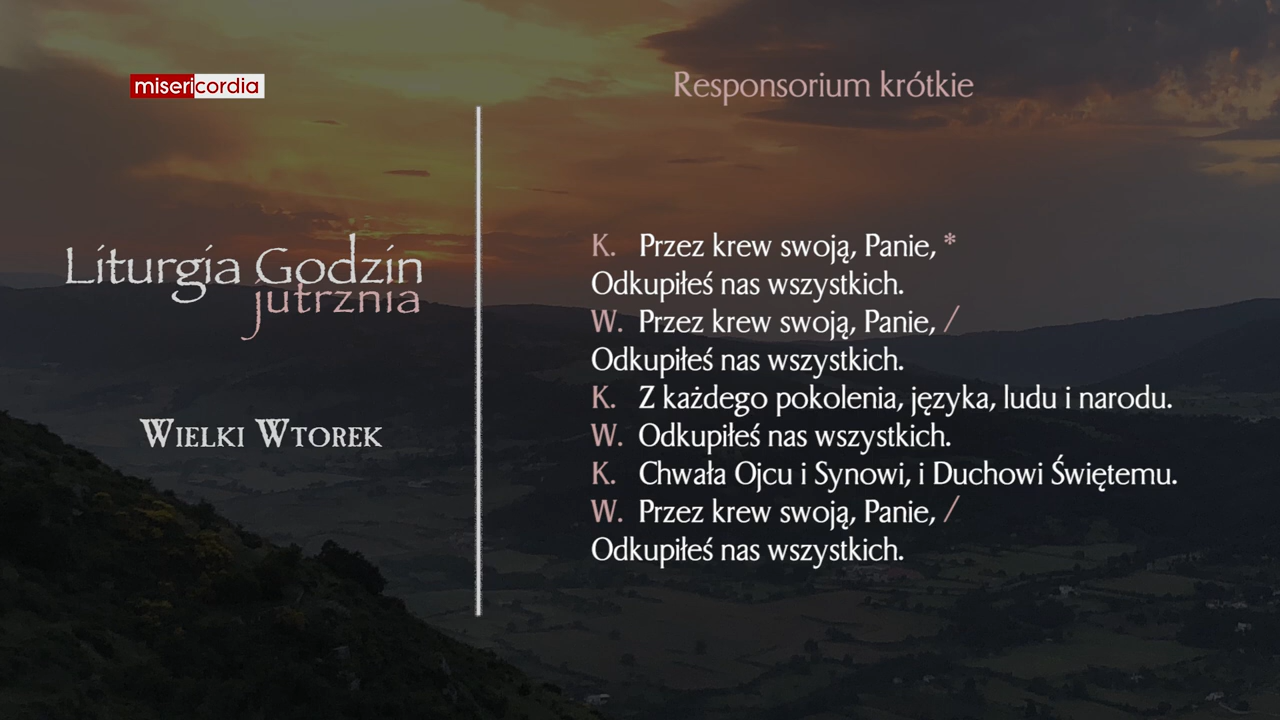 misericordia
Liturgia Godzin
jutrznia
Wielki Wtorek
Responsorium krótkie
K. Przez krew swoją, Panie, *
Odkupiłeś nas wszystkich.
W. Przez krew swoją, Panie, /
Odkupiłeś nas wszystkich.
K. Z każdego pokolenia, języka, ludu i narodu.
W. Odkupiłeś nas wszystkich.
K. Chwała Ojcu i Synowi, i Duchowi Świętemu.
W. Przez krew swoją, Panie, /
Odkupiłeś nas wszystkich.